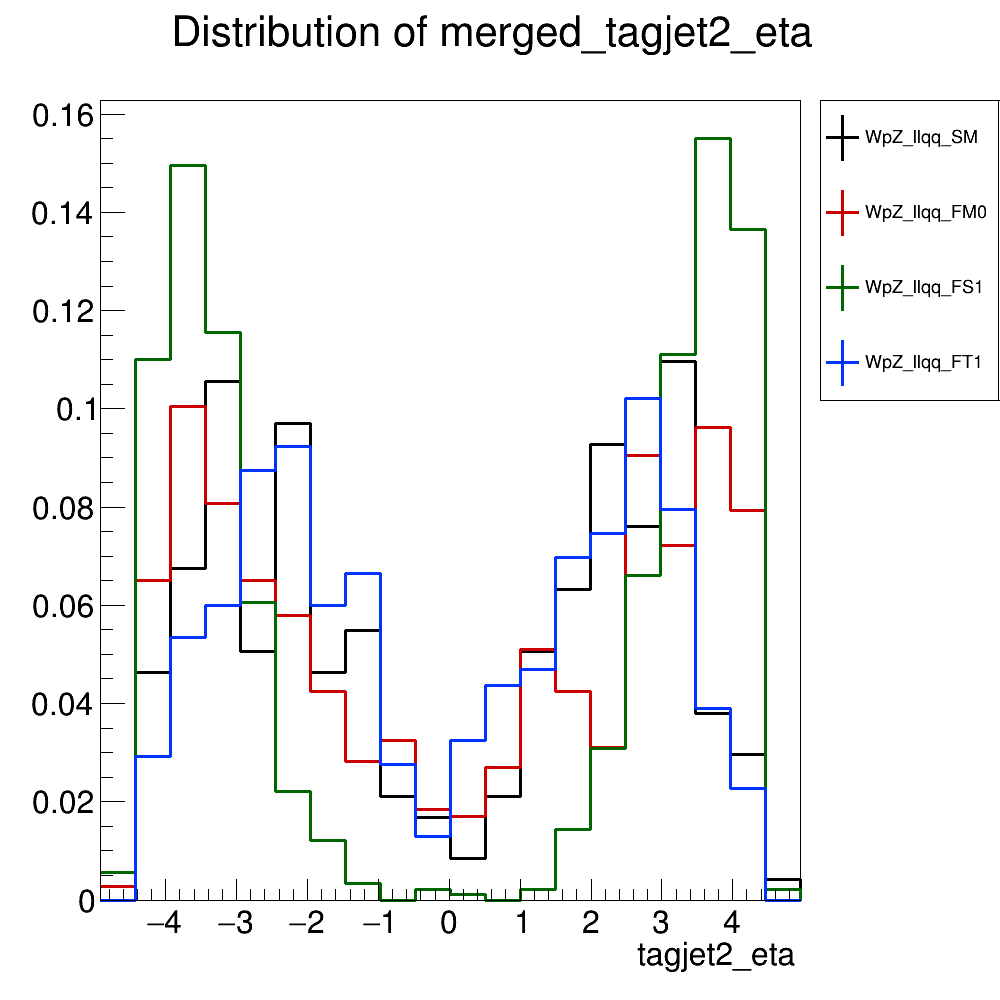 Distribution of merged_tagjet2_eta
0.16
0.14
0.12
0.1
0.08
0.06
0.04
0.02
0
−4 −3 −2 −1 0 1 2 3 4
tagjet2_eta
WpZ_llqq_SM
WpZ_llqq_FM0
WpZ_llqq_FS1
WpZ_llqq_FT1